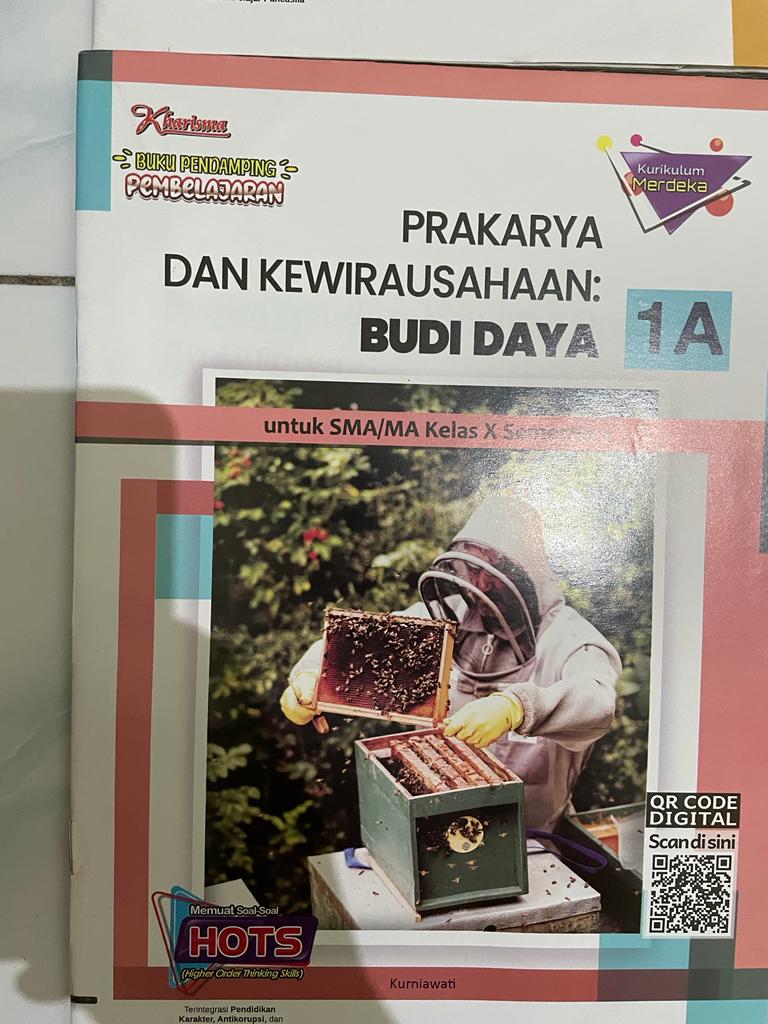 Kharisma
BUKU PENDAMPING
PEMBELAJARAN
Kurikulum
Merdeka
PRAKARYA
DAN KEWIRAUSAHAAN:
BUDI DAYA
1A
untuk SMA/MA Kelas X
QR CODE
DIGITAL
Scan di sini
Memuat Soal-Soal
HOTS
(Higher Order Thinking Skills)
Kurniawati
Terintegrasi Pendidikan
Karakter, Antikorupsi, dan